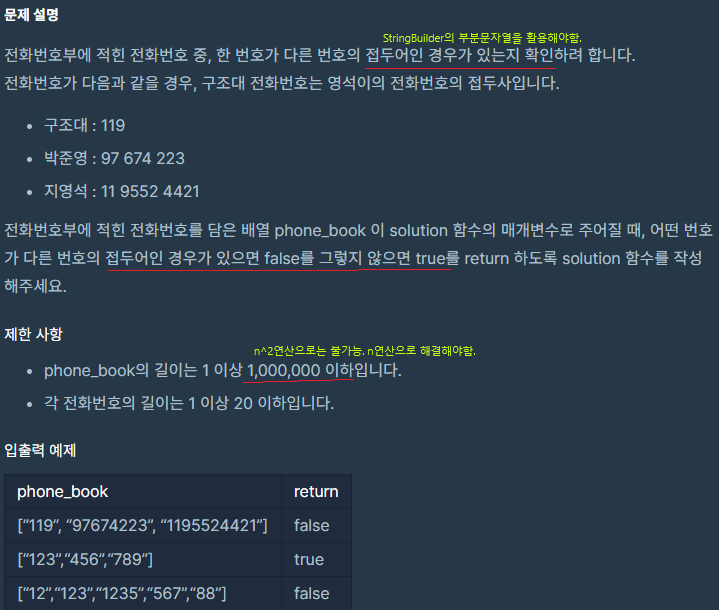 문제 설명
StringBuilder의 부분문자열을 활용해야함.
전화번호부에 적힌 전화번호 중, 한 번호가 다른 번호의 접두어인 경우가 있는지 확인하려 합니다.
전화번호가 다음과 같을 경우, 구조대 전화번호는 영석이의 전화번호의 접두사입니다.
• 구조대 : 119
• 박준영 : 97 674 223
• 지영석 : 11 9552 4421
전화번호부에 적힌 전화번호를 담은 배열 phone_book 이 solution 함수의 매개변수로 주어질 때, 어떤 번호
가 다른 번호의 접두어인 경우가 있으면 false를 그렇지 않으면 true를 return 하도록 solution 함수를 작성
해주세요.
제한 사항
n^2연산으로는 불가능. n연산으로 해결해야함.
• phone_book의 길이는 1 이상 1,000,000 이하입니다.
• 각 전화번호의 길이는 1 이상 20 이하입니다.
입출력 예제
phone_book return
[“119”, “97674223”, “1195524421”] false
[“123”,“456”,“789”] true
[“12”,“123”,“1235”,“567”,“88”] false